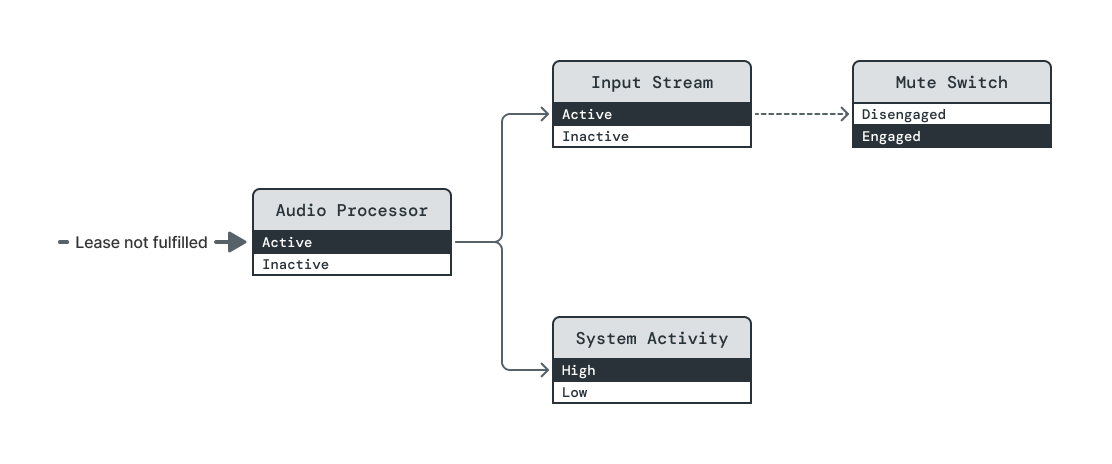 Input Stream
Active
Inactive
Mute Switch
Disengaged
Engaged
Lease not fulfilled
Audio Processor
Active
Inactive
System Activity
High
Low